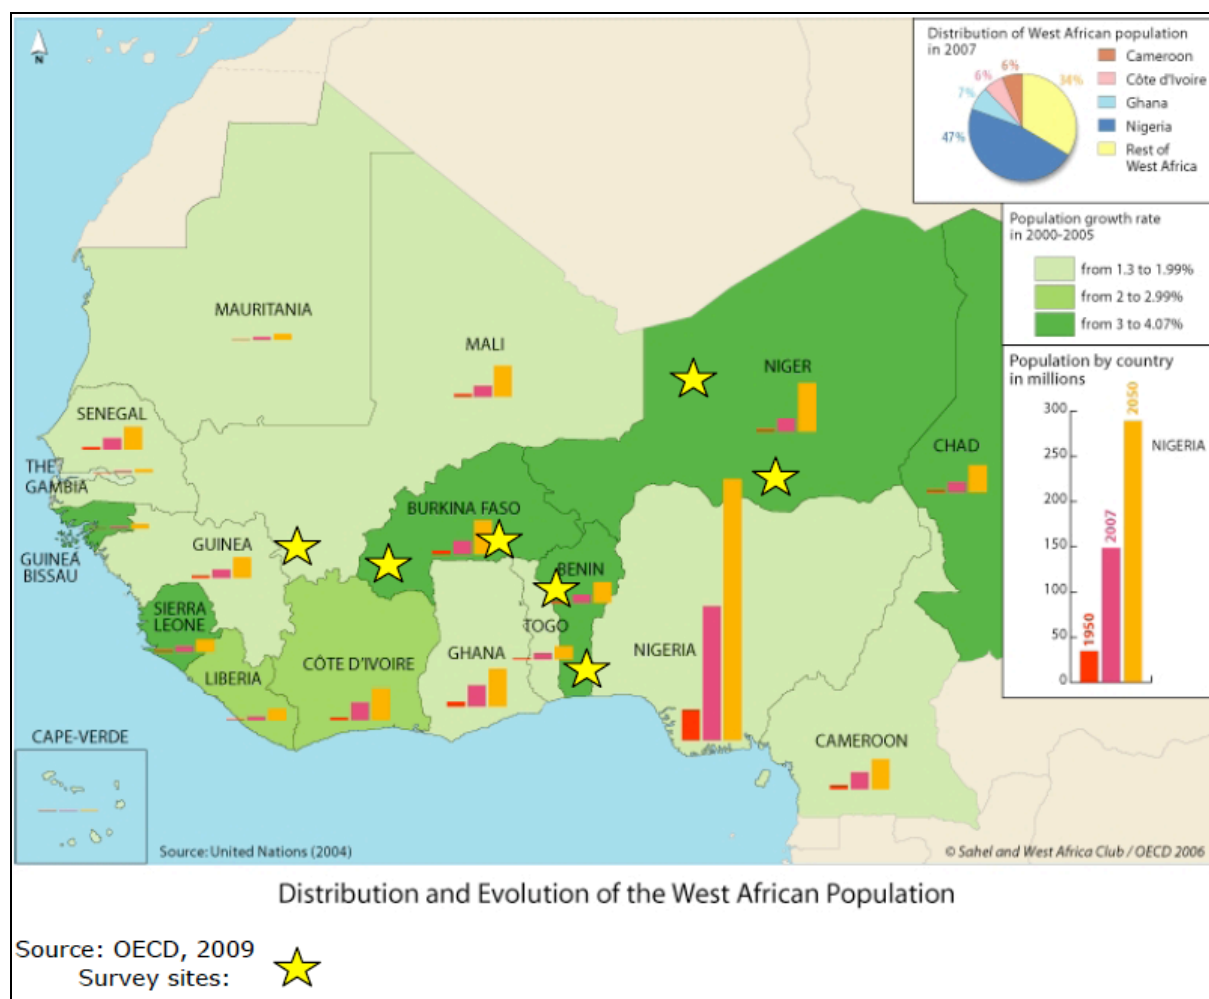 N
Distribution of West African population
in 2007
6%
6%
7%
47%
34%
Cameroon
Côte d'Ivoire
Ghana
Nigeria
Rest of
West Africa
Population growth rate
in 2000-2005
from 1.3 to 1.99%
from 2 to 2.99%
from 3 to 4.07%
Population by country
in millions
300
250
200
150
100
50
0
1950
2007
2050
NIGERIA
MAURITANIA
MALI
NIGER
SENEGAL
CHAD
THE
GAMBIA
BURKINA FASO
GUINEA
GUINEA
BISSAU
BENIN
SIERRA
LEONE
TOGO
NIGERIA
GHANA
CÔTE D'IVOIRE
LIBERIA
CAPE-VERDE
CAMEROON
Source: United Nations (2004)
© Sahel and West Africa Club / OECD 2006
Distribution and Evolution of the West African Population
Source: OECD, 2009
Survey sites: